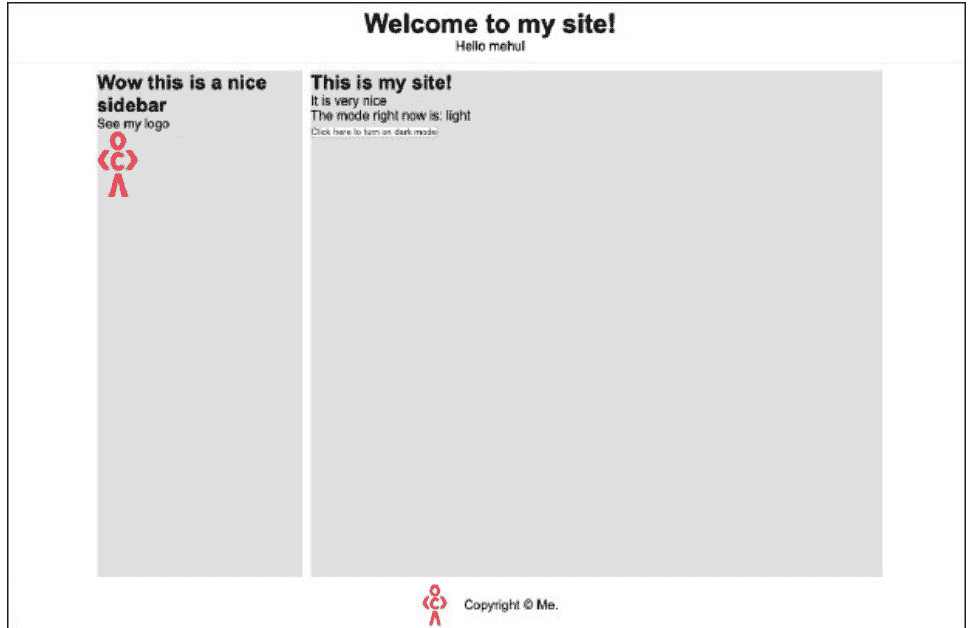 Welcome to my site!
Hello mehul
Wow this is a nice
sidebar
See my logo
This is my site!
It is very nice
The mode right now is: light
Click here to turn on dark mode
Copyright © Me.